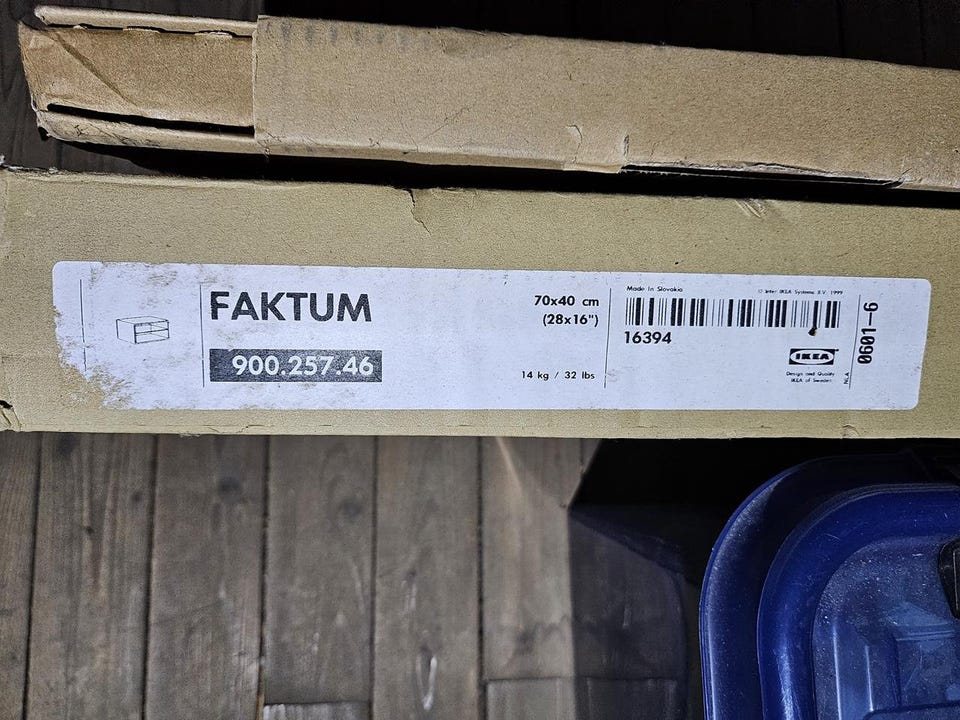 FAKTUM
900.257.46
70x40 cm
(28x16")
14 kg / 32 lbs
Made in Slovakia
© Inter IKEA Systems B.V. 1999
16394
IKEA
Design and Quality
IKEA of Sweden
NLA
0601-6